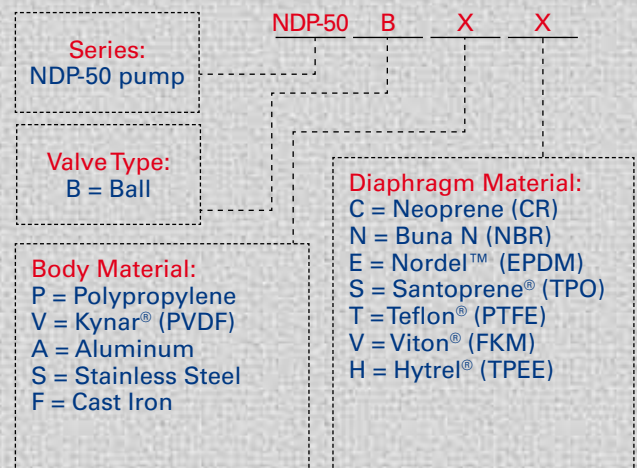 NDP-50 B X X
Series:
NDP-50 pump
Valve Type:
B = Ball
Body Material:
P = Polypropylene
V = Kynar® (PVDF)
A = Aluminum
S = Stainless Steel
F = Cast Iron
Diaphragm Material:
C = Neoprene (CR)
N = Buna N (NBR)
E = Nordel™ (EPDM)
S = Santoprene® (TPO)
T = Teflon® (PTFE)
V = Viton® (FKM)
H = Hytrel® (TPEE)